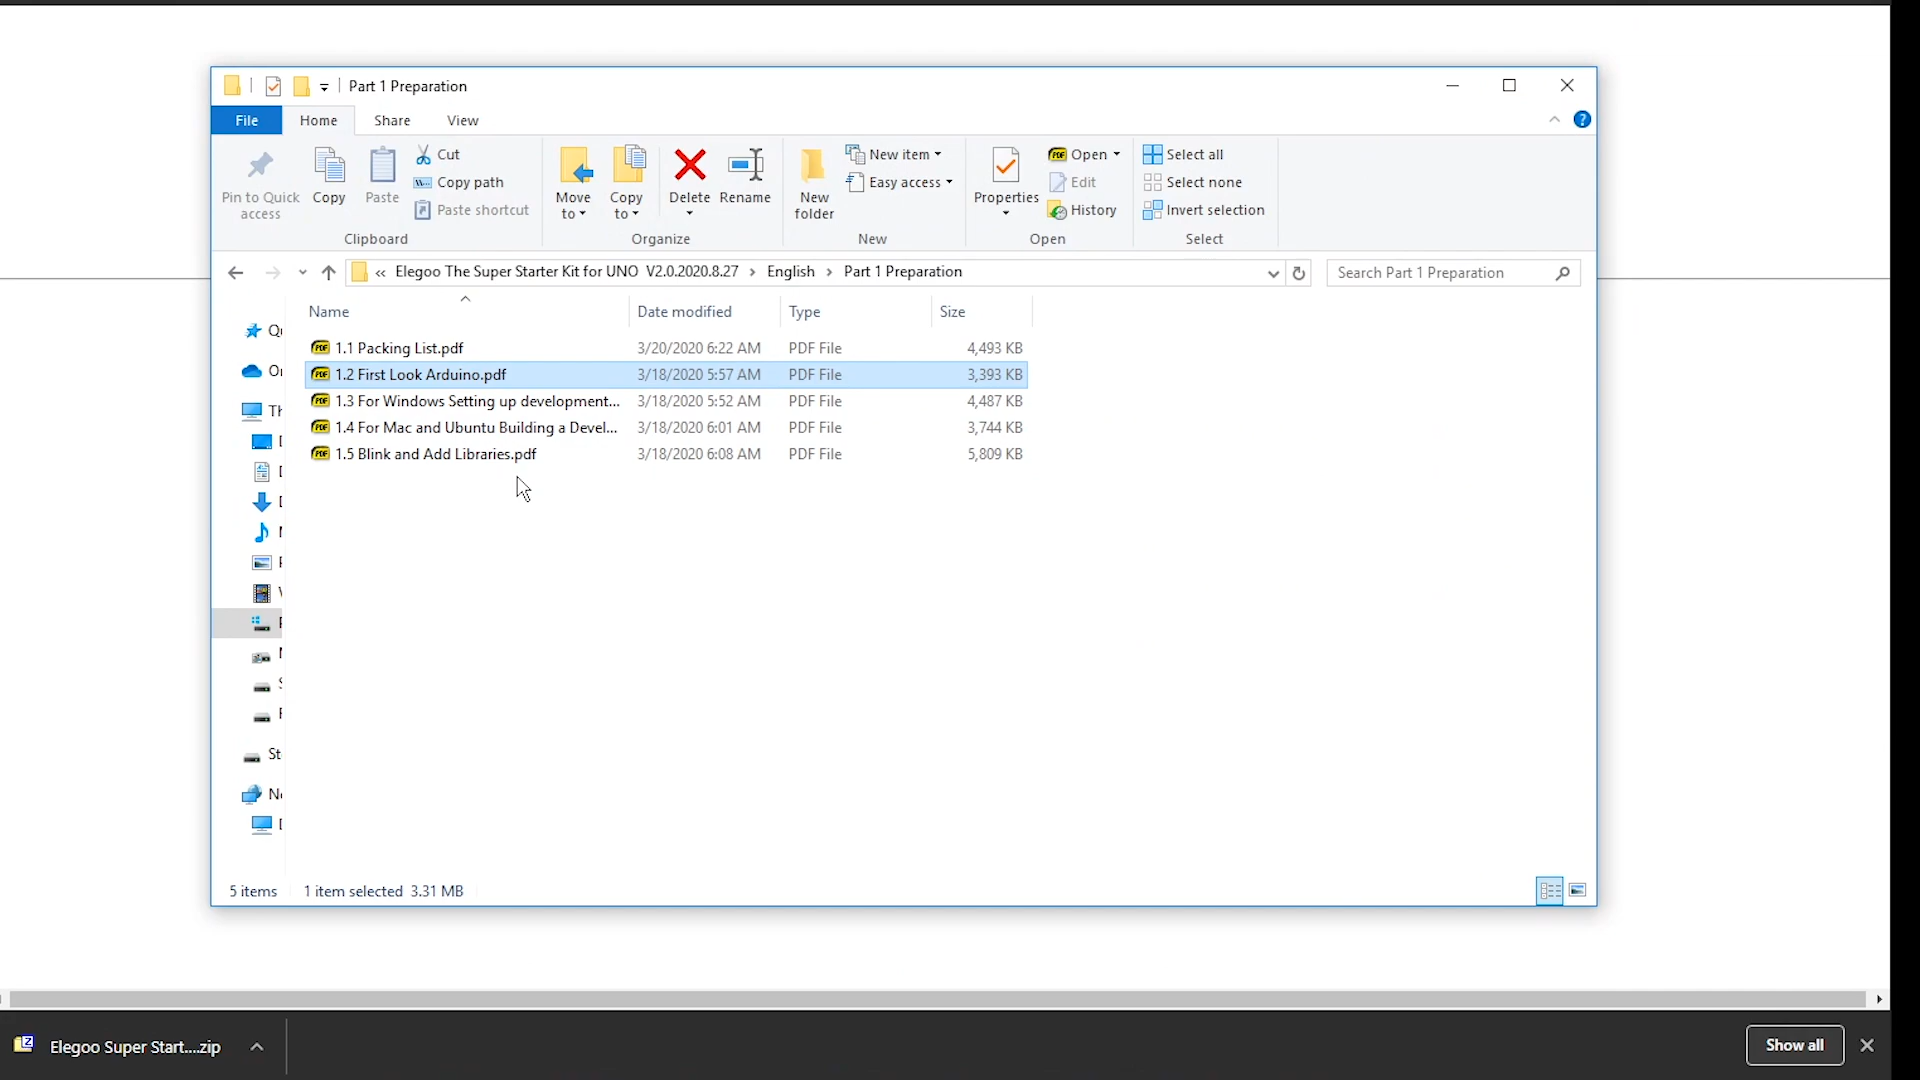 Part 1 Preparation
File Home Share View
Pin to Quick access
Copy
Paste
Cut
Copy path
Paste shortcut
Clipboard
Move to
Copy to
Delete
Rename
Organize
New folder
New item
Easy access
New
Properties
Open
Edit
History
Open
Select all
Select none
Invert selection
Select
« Elegoo The Super Starter Kit for UNO V2.0.2020.8.27 › English › Part 1 Preparation
Search Part 1 Preparation
Name Date modified Type Size
1.1 Packing List.pdf 3/20/2020 6:22 AM PDF File 4,493 KB
1.2 First Look Arduino.pdf 3/18/2020 5:57 AM PDF File 3,393 KB
1.3 For Windows Setting up development... 3/18/2020 5:52 AM PDF File 4,487 KB
1.4 For Mac and Ubuntu Building a Devel... 3/18/2020 6:01 AM PDF File 3,744 KB
1.5 Blink and Add Libraries.pdf 3/18/2020 6:08 AM PDF File 5,809 KB
5 items 1 item selected 3.31 MB
Elegoo Super Start....zip
Show all